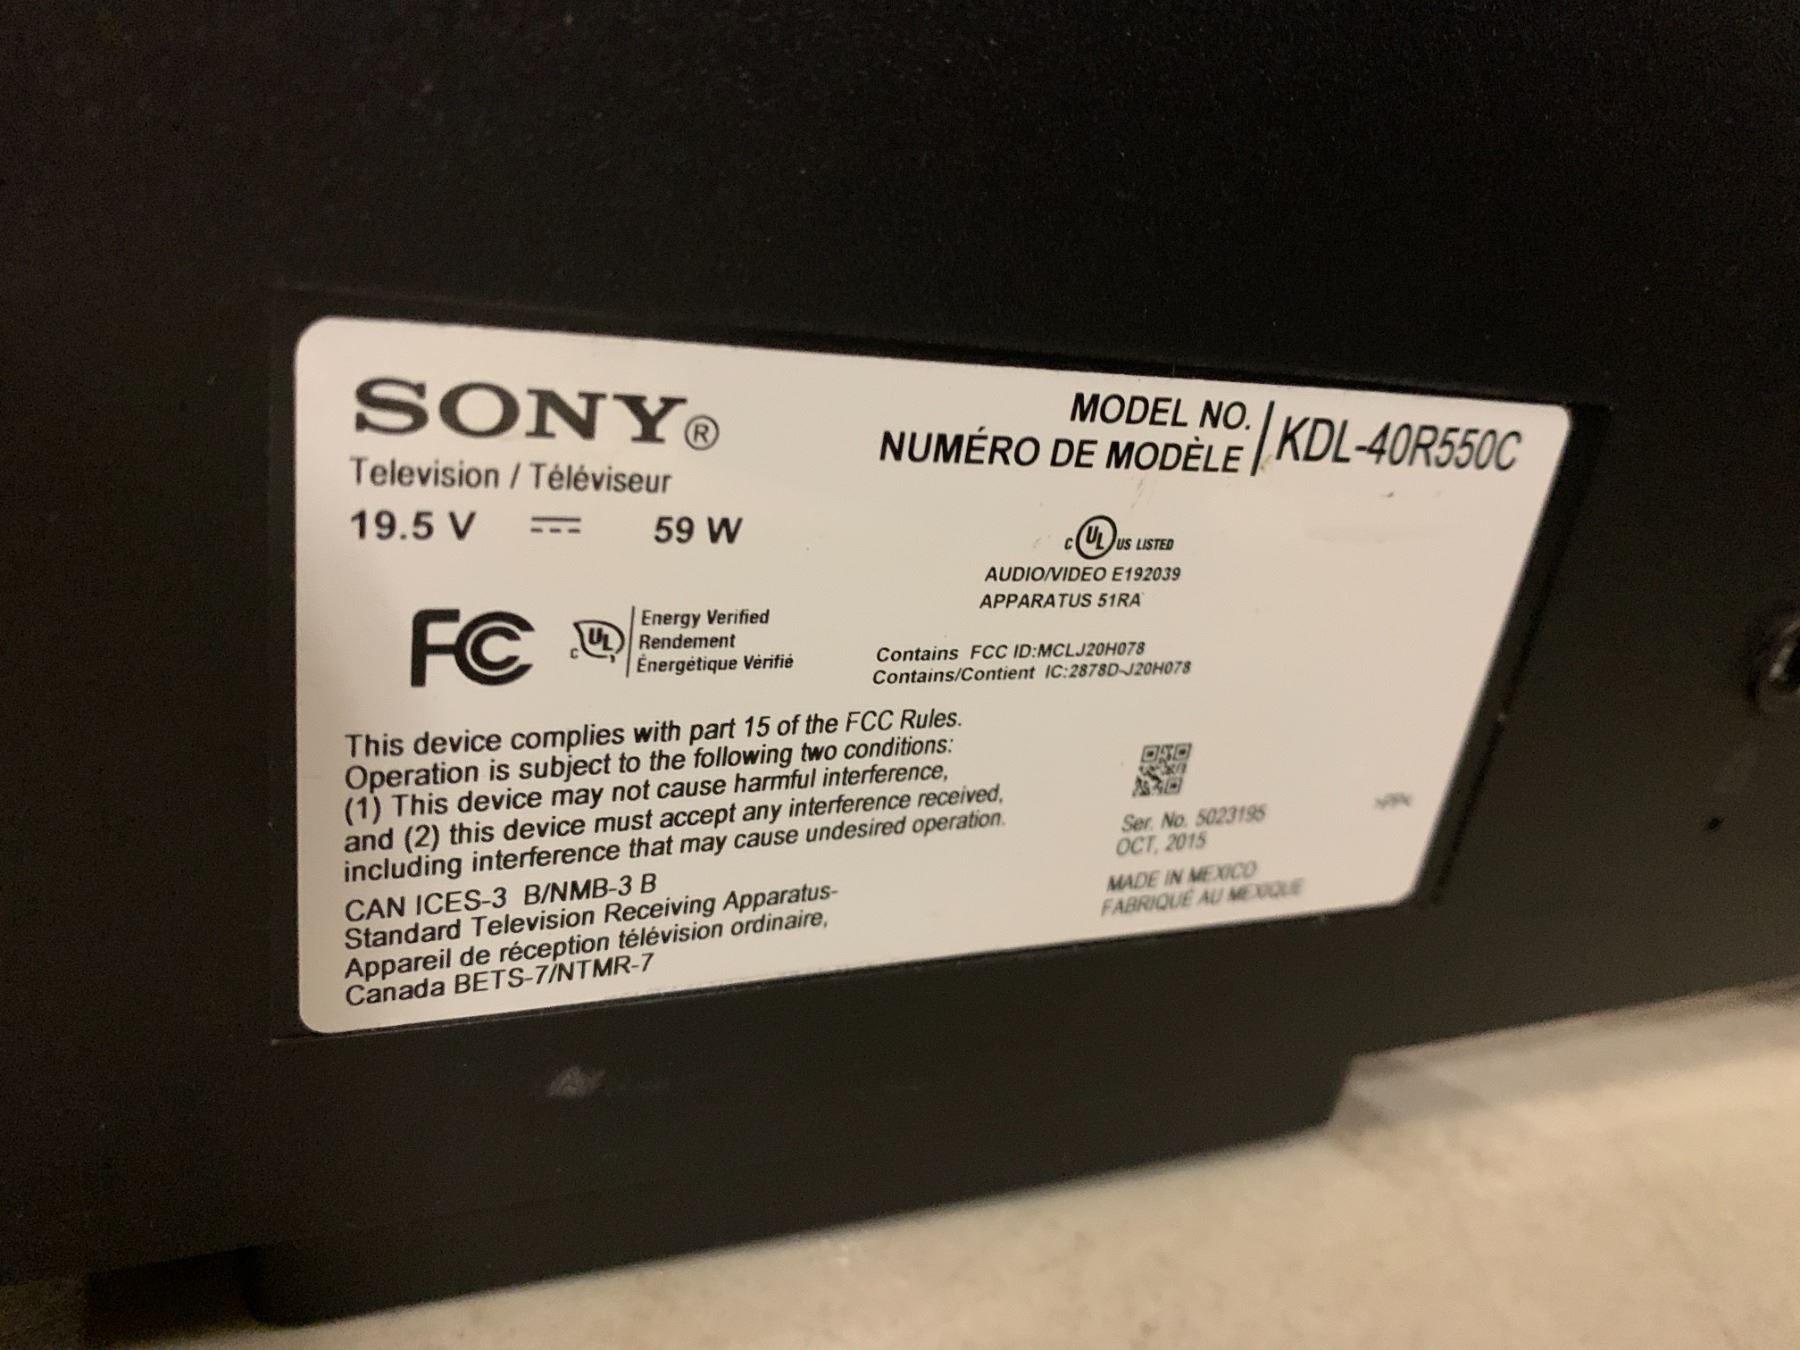 SONY®
Television / Téléviseur
19.5 V 59 W
MODEL NO.
NUMÉRO DE MODÈLE
KDL-40R550C
C UL US LISTED
AUDIO/VIDEO E192039
APPARATUS 51RA
FC
C UL
Energy Verified
Rendement
Énergétique Vérifié
Contains FCC ID:MCLJ20H078
Contains/Contient IC:2878D-J20H078
This device complies with part 15 of the FCC Rules.
Operation is subject to the following two conditions:
(1) This device may not cause harmful interference,
and (2) this device must accept any interference received,
including interference that may cause undesired operation.
CAN ICES-3 B/NMB-3 B
Standard Television Receiving Apparatus-
Appareil de réception télévision ordinaire,
Canada BETS-7/NTMR-7
Ser. No. 5023195
OCT, 2015
MADE IN MEXICO
FABRIQUÉ AU MEXIQUE
>PP<